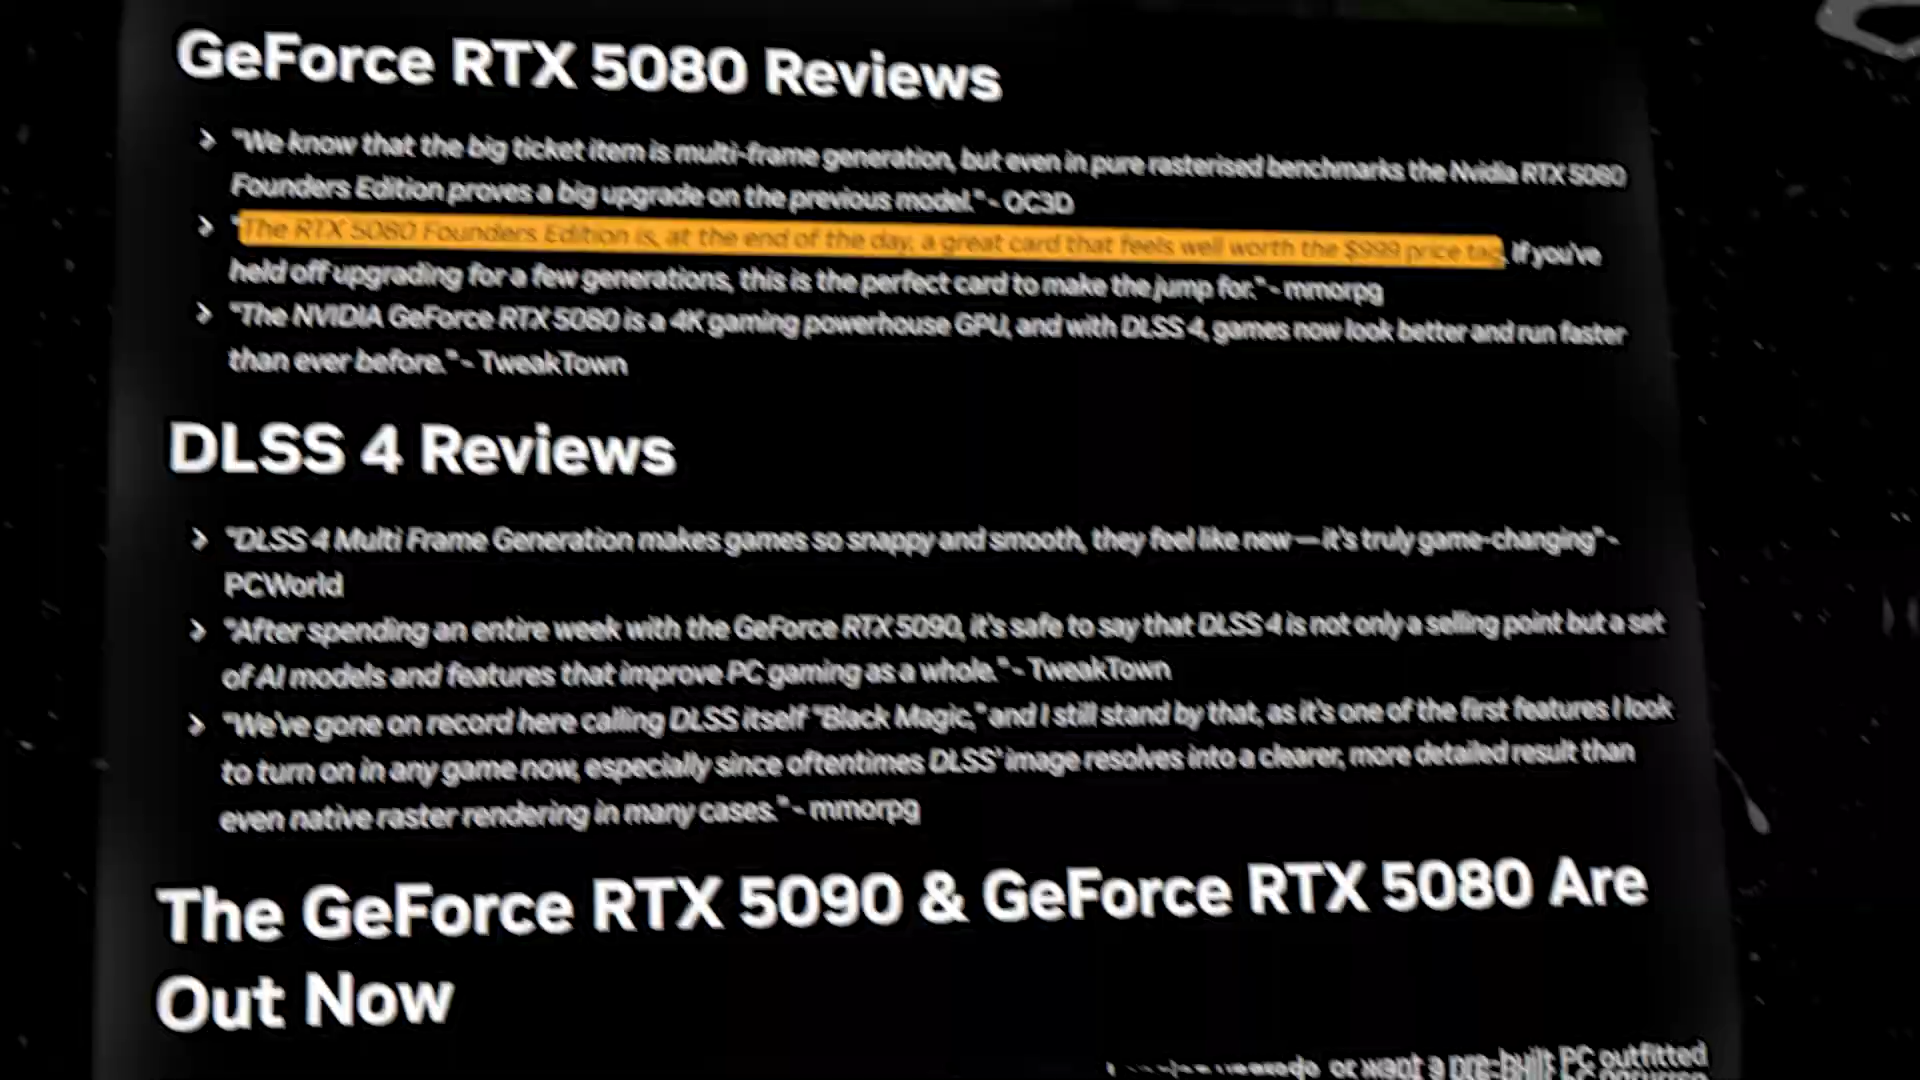 GeForce RTX 5080 Reviews
"We know that the big ticket item is multi-frame generation, but even in pure rasterised benchmarks the Nvidia RTX 5080
Founders Edition proves a big upgrade on the previous model." - OC3D
"The RTX 5080 Founders Edition is, at the end of the day, a great card that feels well worth the $999 price tag. If you've
held off upgrading for a few generations, this is the perfect card to make the jump for." - mmorpg
"The NVIDIA GeForce RTX 5080 is a 4K gaming powerhouse GPU, and with DLSS 4, games now look better and run faster
than ever before." - TweakTown
DLSS 4 Reviews
"DLSS 4 Multi Frame Generation makes games so snappy and smooth, they feel like new — it's truly game-changing" -
PCWorld
"After spending an entire week with the GeForce RTX 5090, it's safe to say that DLSS 4 is not only a selling point but a set
of AI models and features that improve PC gaming as a whole." - TweakTown
"We've gone on record here calling DLSS itself "Black Magic," and I still stand by that, as it's one of the first features I look
to turn on in any game now, especially since oftentimes DLSS' image resolves into a clearer, more detailed result than
even native raster rendering in many cases." - mmorpg
The GeForce RTX 5090 & GeForce RTX 5080 Are
Out Now
or want a pre-built PC outfitted